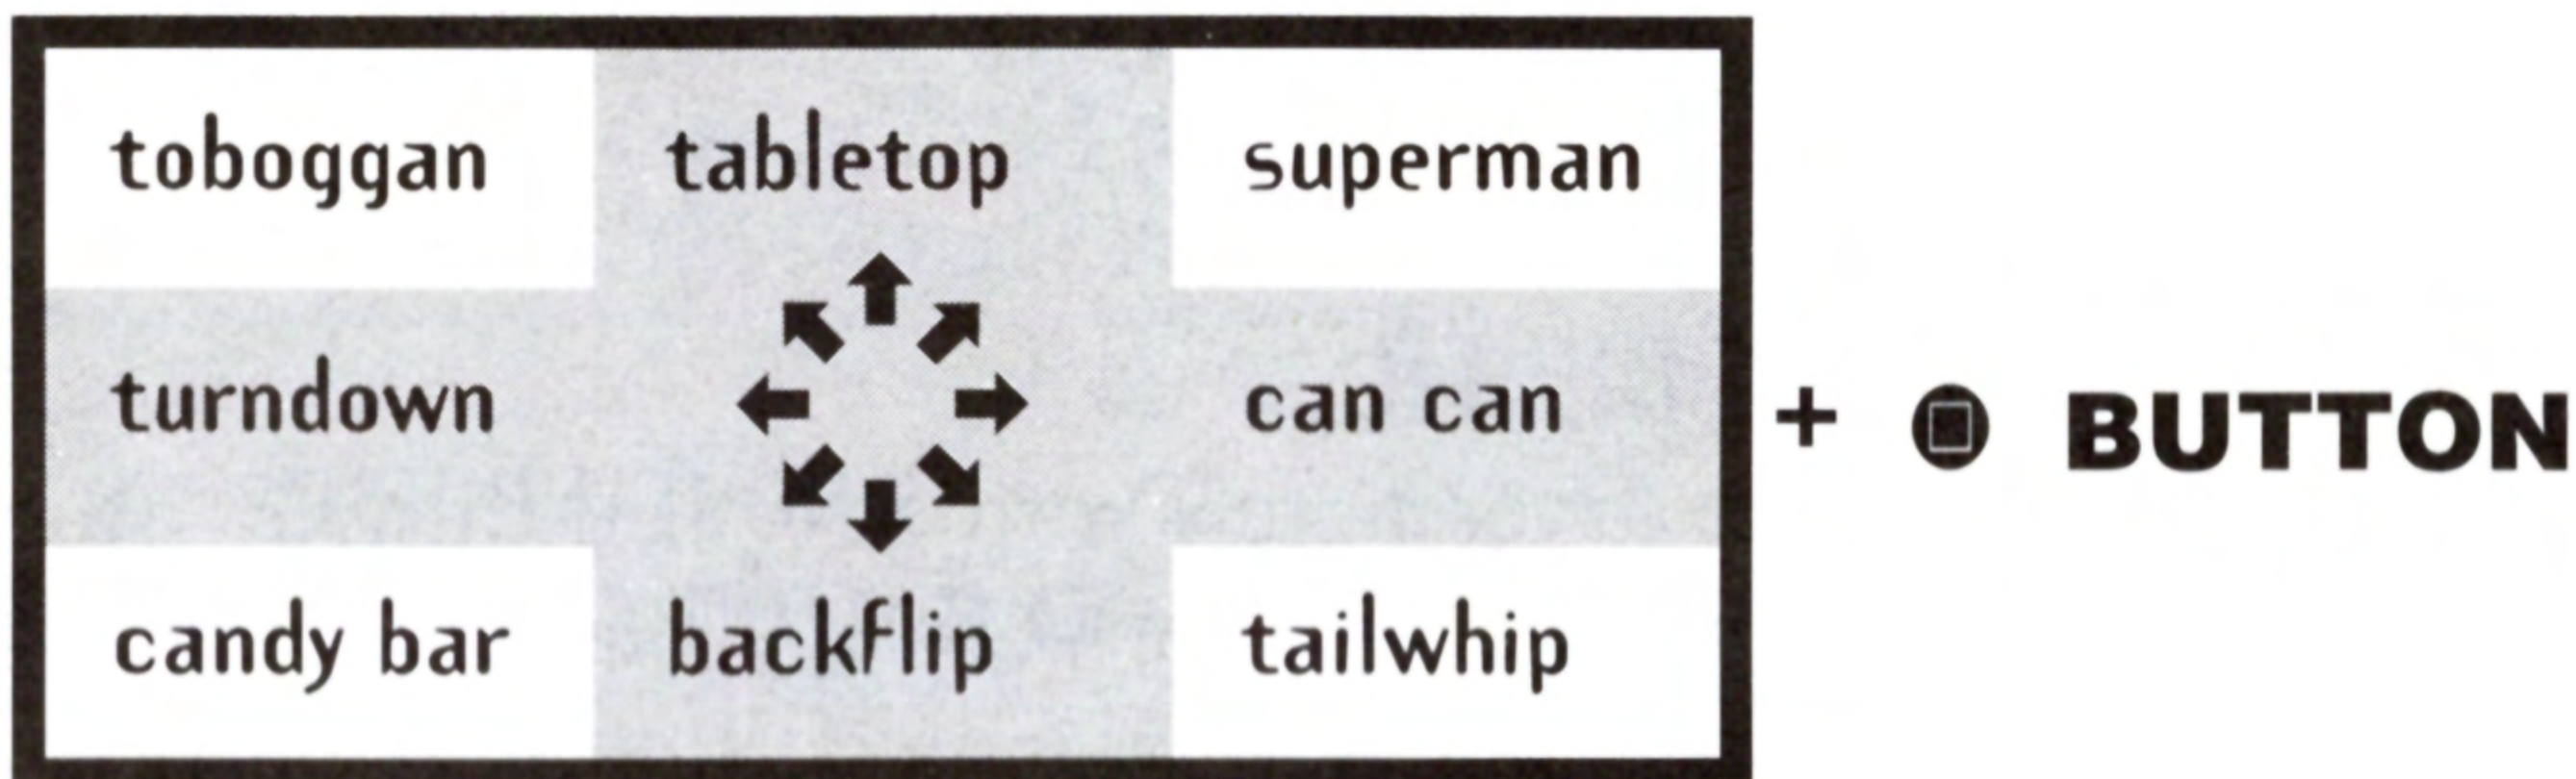 toboggan tabletop superman
turndown can can
+ BUTTON
candy bar backflip tailwhip